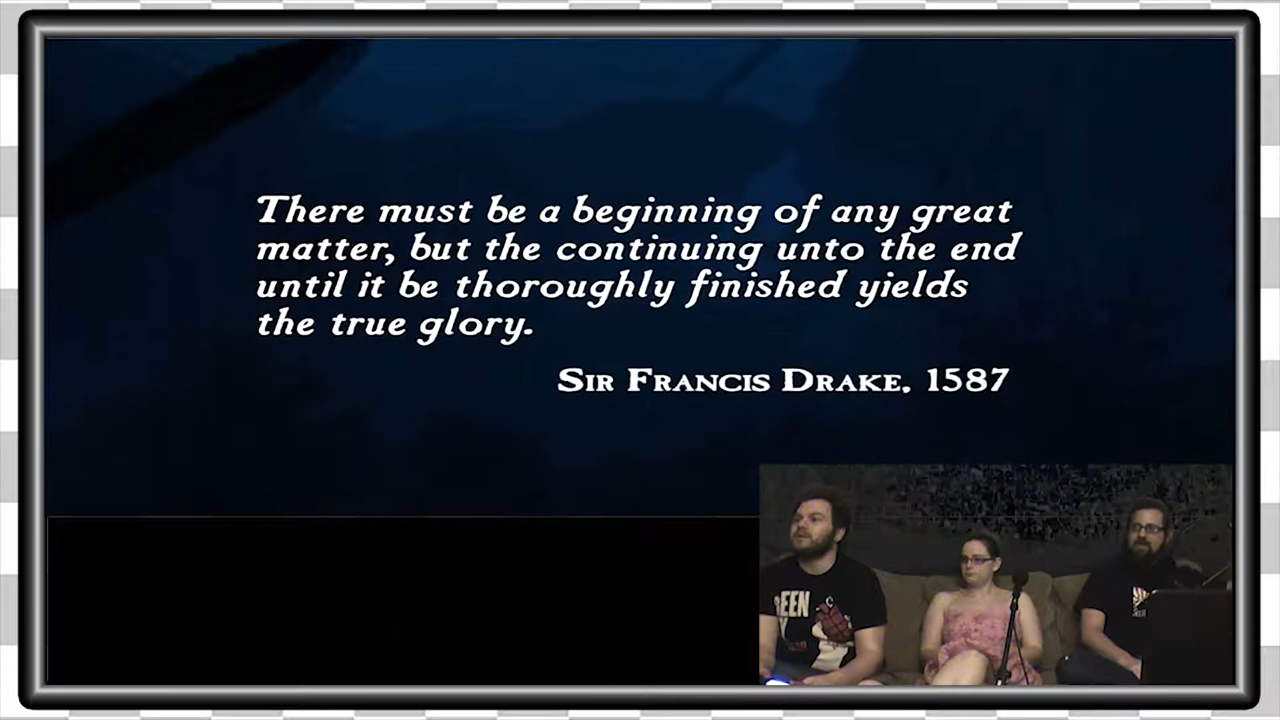 There must be a beginning of any great
matter, but the continuing unto the end
until it be thoroughly finished yields
the true glory.
Sir Francis Drake, 1587